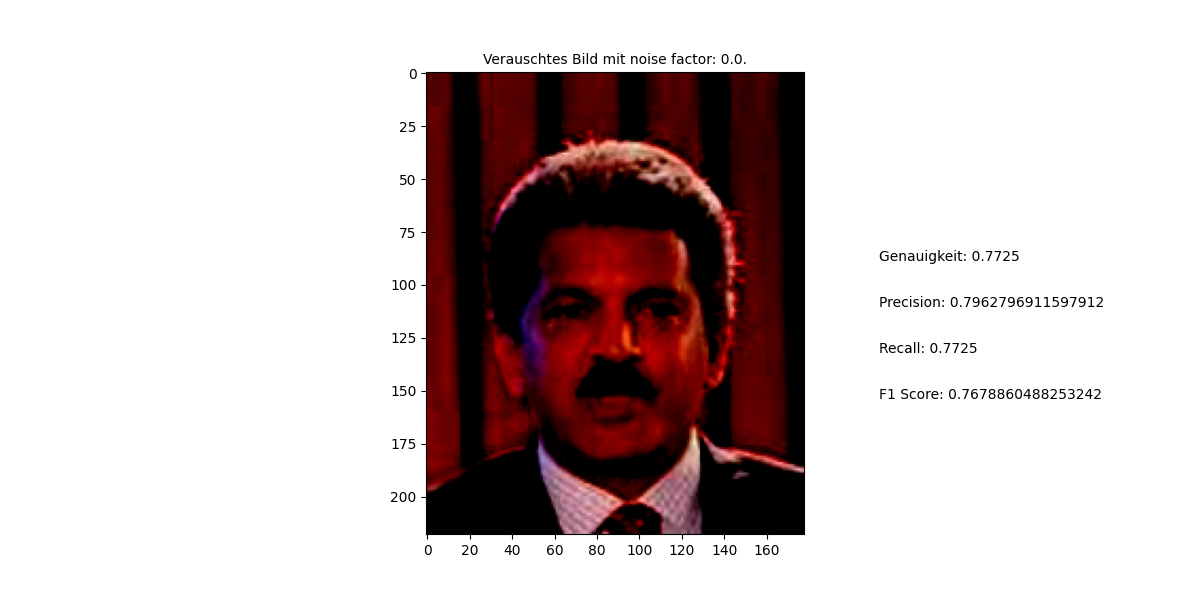 Verauschtes Bild mit noise factor: 0.0.
0
25
50
75
100
125
150
175
200
0 20 40 60 80 100 120 140 160
Genauigkeit: 0.7725
Precision: 0.7962796911597912
Recall: 0.7725
F1 Score: 0.7678860488253242